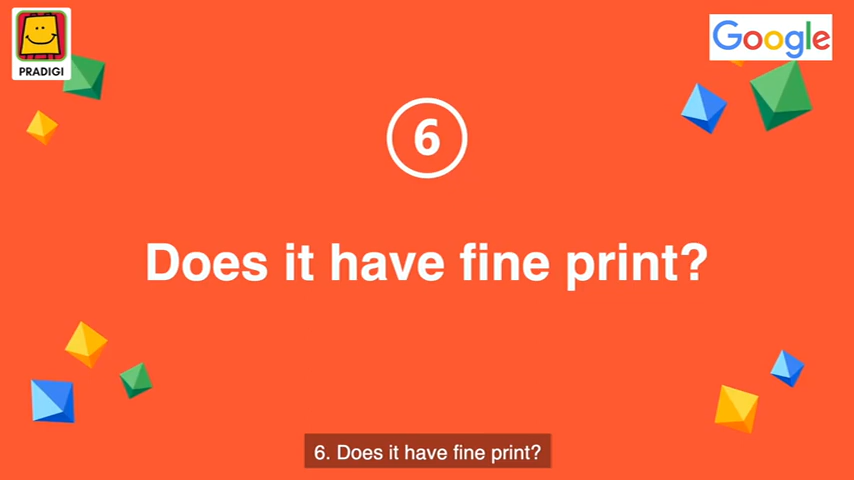 PRADIGI
Google
6
Does it have fine print?
6. Does it have fine print?